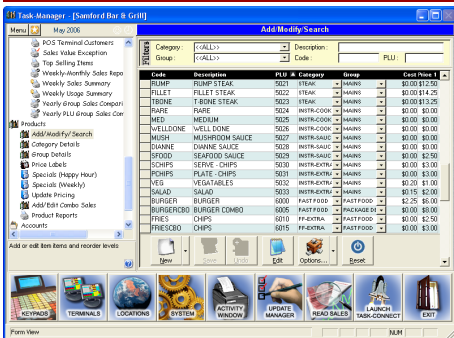 Task-Manager - [Samford Bar & Grill]
Menu May 2006
Add/Modify/Search
POS Terminal Customers
Sales Value Exception
Top Selling Items
Weekly-Monthly Sales Repo
Weekly Sales Summary
Weekly Usage Summary
Yearly Group Sales Compari
Yearly PLU Group Sales Com
Products
Add/Modify/Search
Category Details
Group Details
Price Labels
Specials (Happy Hour)
Specials (Weekly)
Update Pricing
Add/Edit Combo Sales
Product Reports
Accounts
Add or edit item items and reorder levels
Filters
Category : <<ALL>> Description :
Group : <<ALL>> Code : PLU :
Code Description PLU Category Group Cost Price 1
RUMP RUMP STEAK 5021 STEAK MAINS $0.00 $12.50
FILLET FILLET STEAK 5022 STEAK MAINS $0.00 $14.25
TBONE T-BONE STEAK 5023 STEAK MAINS $0.00 $13.25
RARE RARE 5024 INSTR-COOK MAINS $0.00 $0.00
MED MEDIUM 5025 INSTR-COOK MAINS $0.00 $0.00
WELLDONE WELL DONE 5026 INSTR-COOK MAINS $0.00 $0.00
MUSH MUSHROOM SAUCE 5027 INSTR-SAUC MAINS $0.00 $0.00
DIANNE DIANNE SAUCE 5028 INSTR-SAUC MAINS $0.00 $0.00
SFOOD SEAFOOD SAUCE 5029 INSTR-SAUC MAINS $0.00 $2.50
SCHIPS SERVE - CHIPS 5030 INSTR-EXTRA MAINS $0.00 $3.00
PCHIPS PLATE - CHIPS 5031 INSTR-EXTRA MAINS $0.00 $3.00
VEG VEGATABLES 5032 INSTR-EXTRA MAINS $0.20 $1.00
SALAD SALAD 5033 INSTR-EXTRA MAINS $0.15 $2.00
BURGER BURGER 6000 FAST FOOD FAST FOOD $2.25 $6.00
BURGERCBO BURGER COMBO 6005 FAST FOOD PACKAGE DI $0.00 $8.00
FRIES CHIPS 6010 FF-EXTRA FAST FOOD $0.00 $2.50
FRIESCBO CHIPS 6015 FF-EXTRA FAST FOOD $0.00 $3.00
New Save Undo Edit Options... Reset
KEYPADS TERMINALS LOCATIONS SYSTEM ACTIVITY WINDOW UPDATE MANAGER READ SALES LAUNCH TASK-CONNECT EXIT
Form View NUM